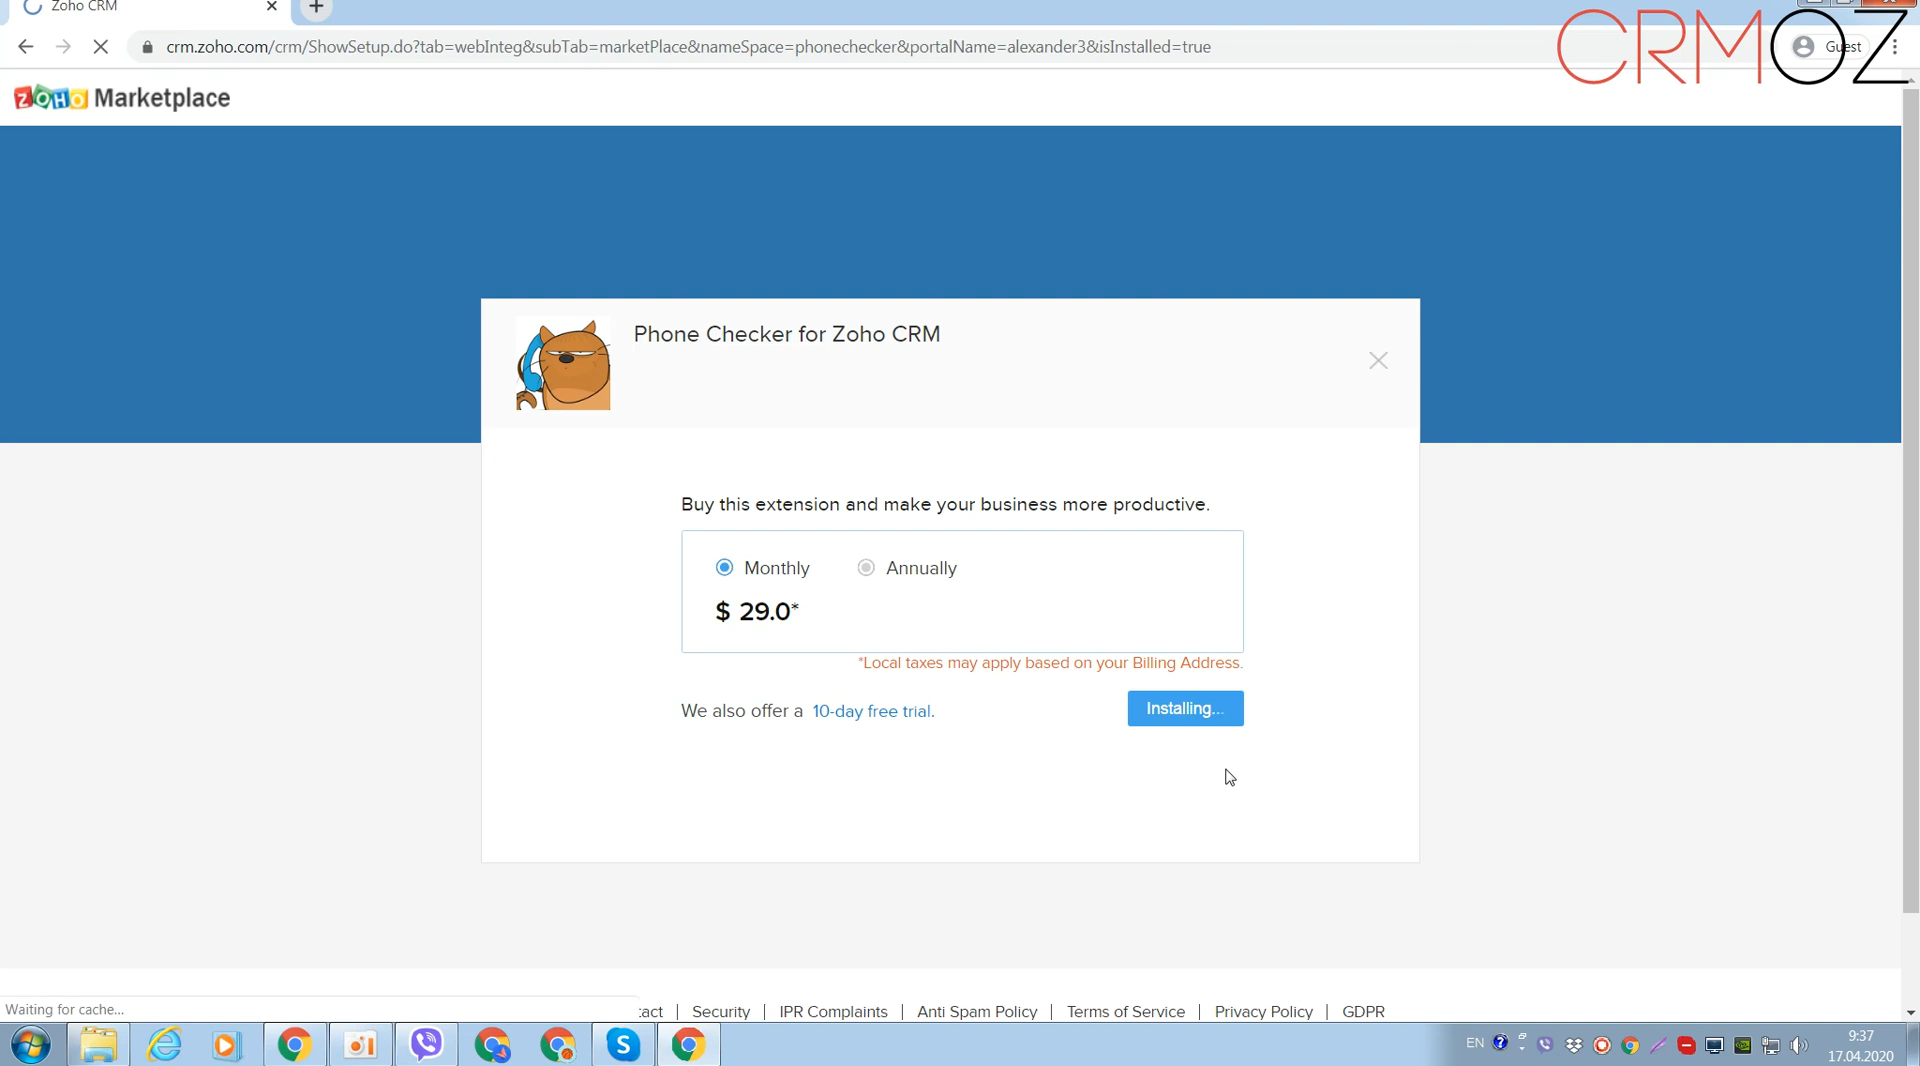 Zoho CRM
crm.zoho.com/crm/ShowSetup.do?tab=webInteg&subTab=marketPlace&nameSpace=phonechecker&portalName=alexander3&isInstalled=true
Guest
CRMOZ
ZOHO Marketplace
Phone Checker for Zoho CRM
Buy this extension and make your business more productive.
Monthly Annually
$ 29.0*
*Local taxes may apply based on your Billing Address.
We also offer a 10-day free trial.
Installing...
Waiting for cache...
tact | Security | IPR Complaints | Anti Spam Policy | Terms of Service | Privacy Policy | GDPR
EN
9:37
17.04.2020